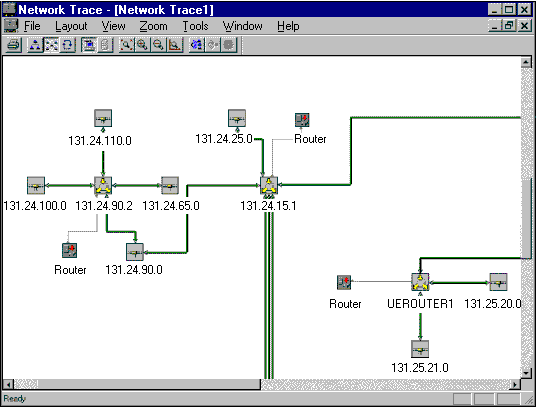 Network Trace - [Network Trace1]
File Layout View Zoom Tools Window Help
131.24.110.0
131.24.25.0
Router
131.24.100.0
131.24.90.2
131.24.65.0
131.24.15.1
Router
131.24.90.0
Router
UEROUTER1
131.25.20.0
131.25.21.0
Ready